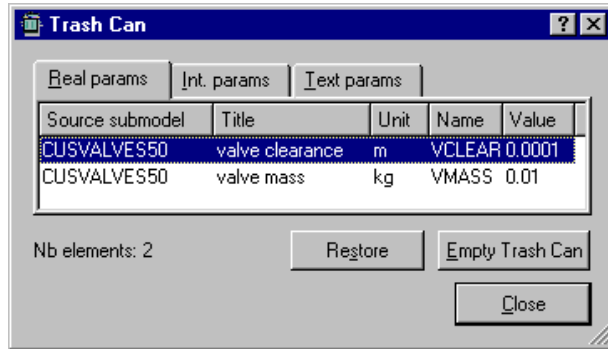 Trash Can
Real params Int. params Text params
Source submodel Title Unit Name Value
CUSVALVES50 valve clearance m VCLEAR 0.0001
CUSVALVES50 valve mass kg VMASS 0.01
Nb elements: 2 Restore Empty Trash Can
Close